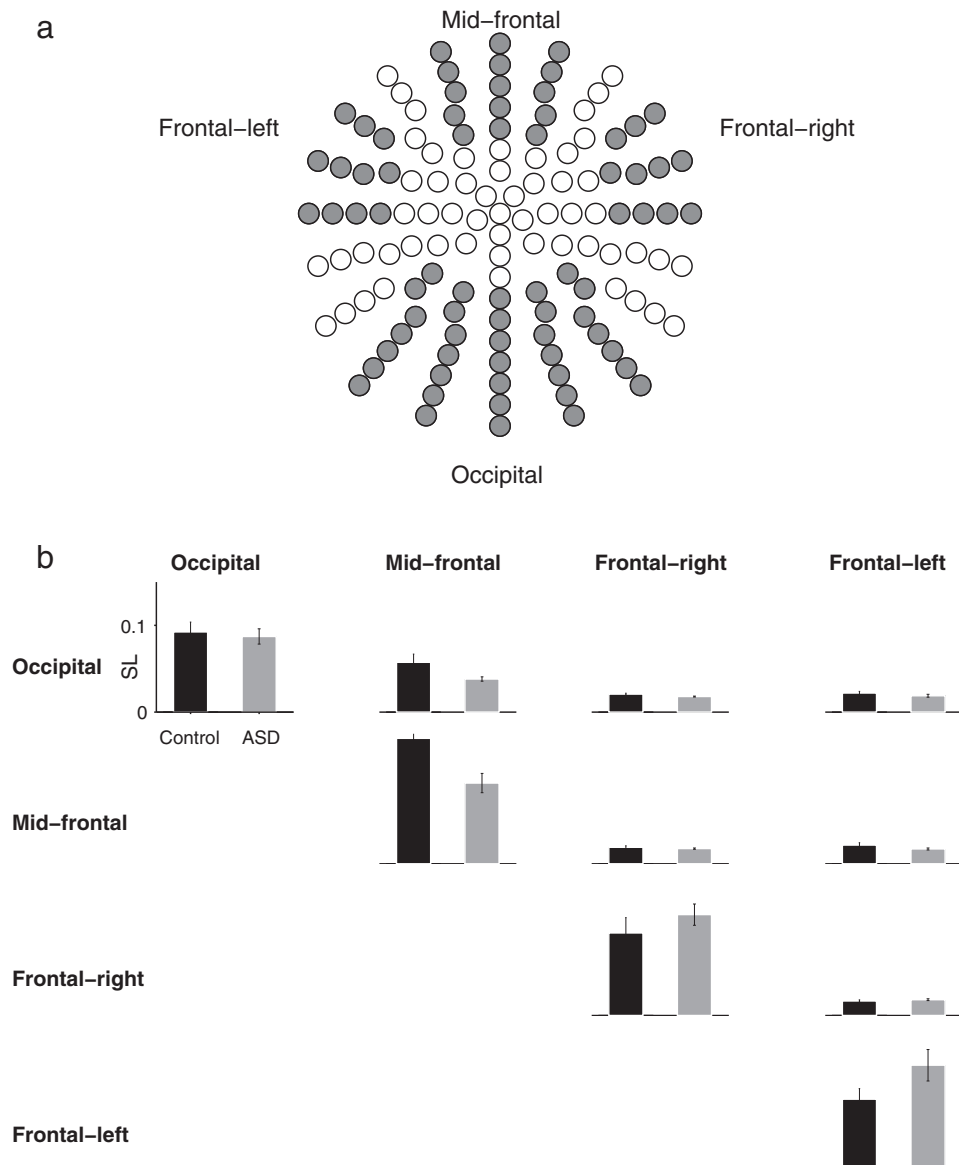 a
Mid–frontal
Frontal–left
Frontal–right
Occipital
b
Occipital Mid–frontal Frontal–right Frontal–left
0.1
SL
Occipital
0
Control ASD
Mid–frontal
Frontal–right
Frontal–left